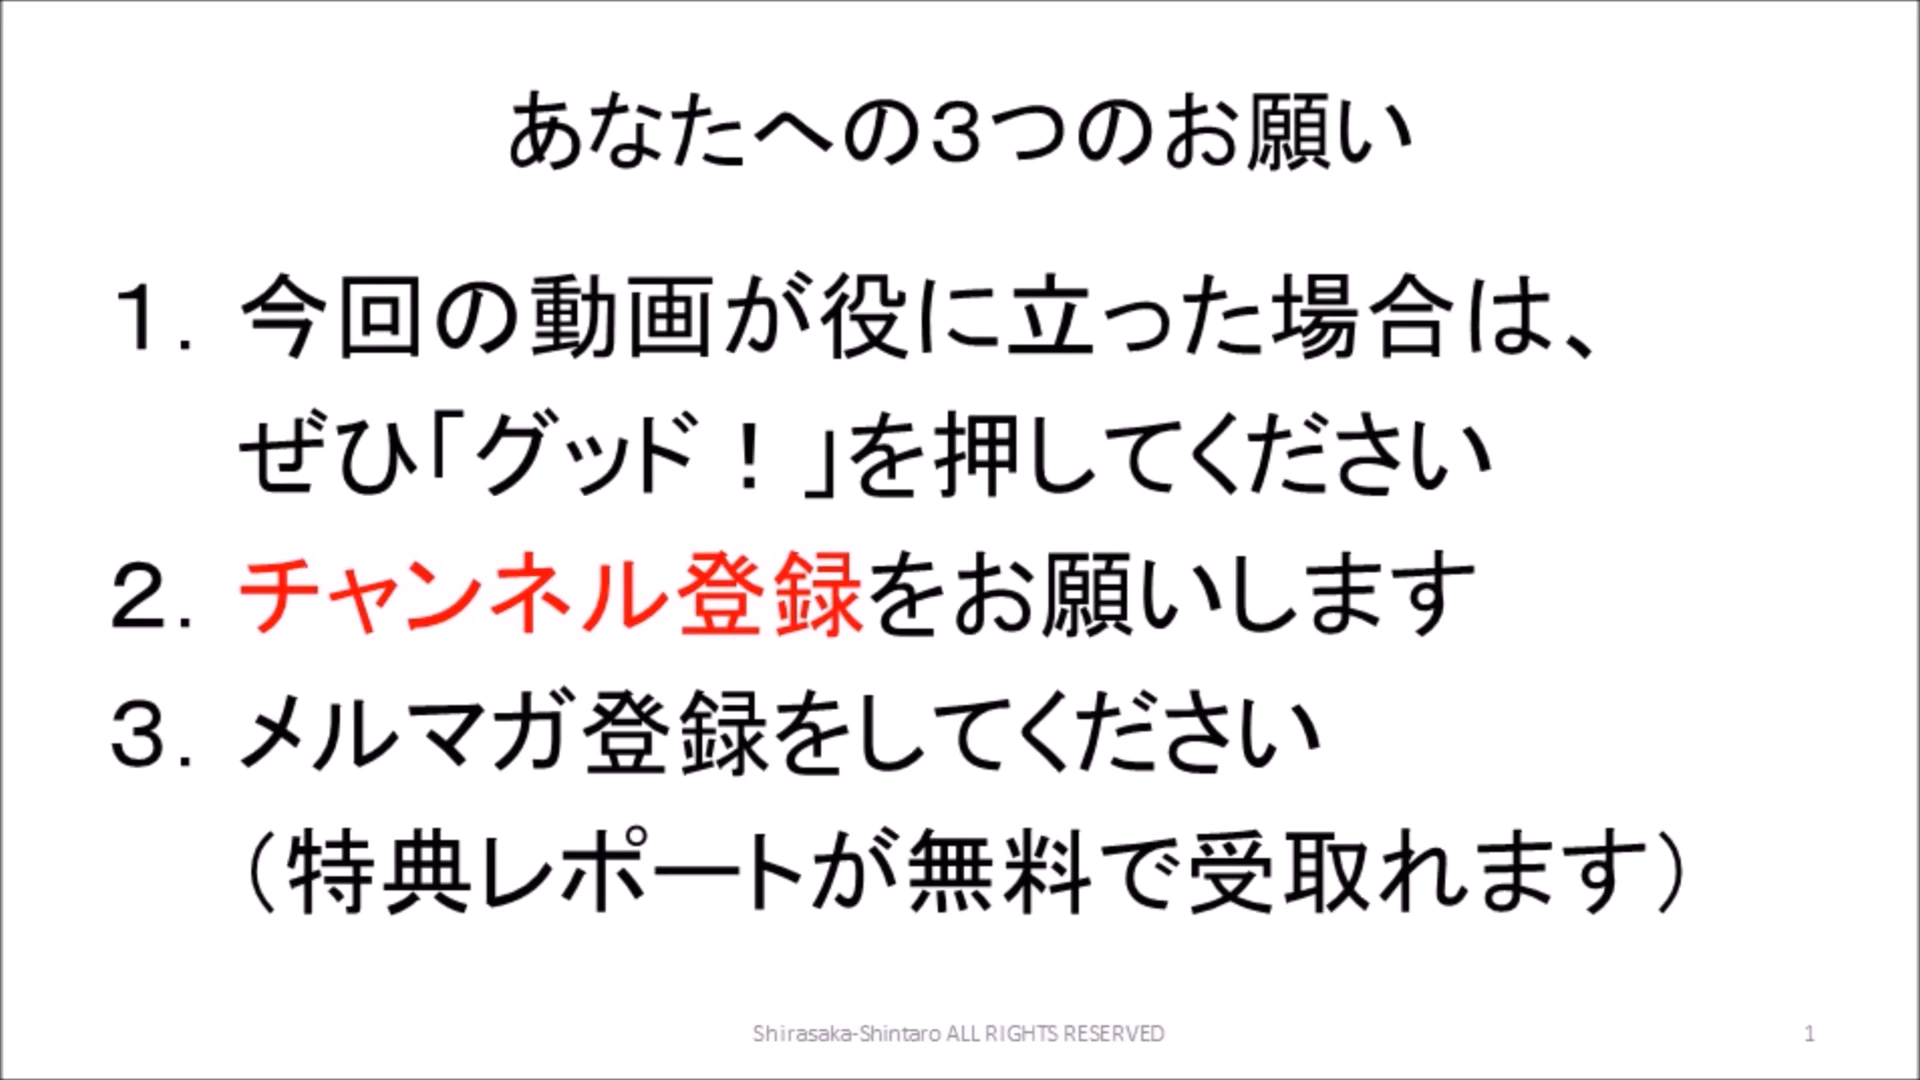 あなたへの３つのお願い
１．今回の動画が役に立った場合は、
ぜひ「グッド！」を押してください
２．チャンネル登録をお願いします
３．メルマガ登録をしてください
（特典レポートが無料で受取れます）
Shirasaka-Shintaro ALL RIGHTS RESERVED
1